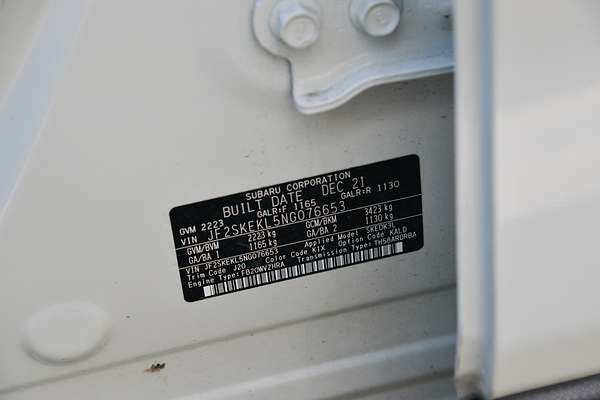 SUBARU CORPORATION
BUILT DATE DEC 21
GVM 2223 GALR:F 1165 GALR:R 1130
VIN JF2SKEKL5NG076653
GVM/BVM 2223 kg GCM/BKM 3423 kg
GA/BA 1 1165 kg GA/BA 2 1130 kg
VIN JF2SKEKL5NG076653 Applied Model SKEDK3L
Trim Code J20 Color Code K1X Option Code KALD
Engine Type: FB20WVZHRA Transmission Type: TH58ARDRBA